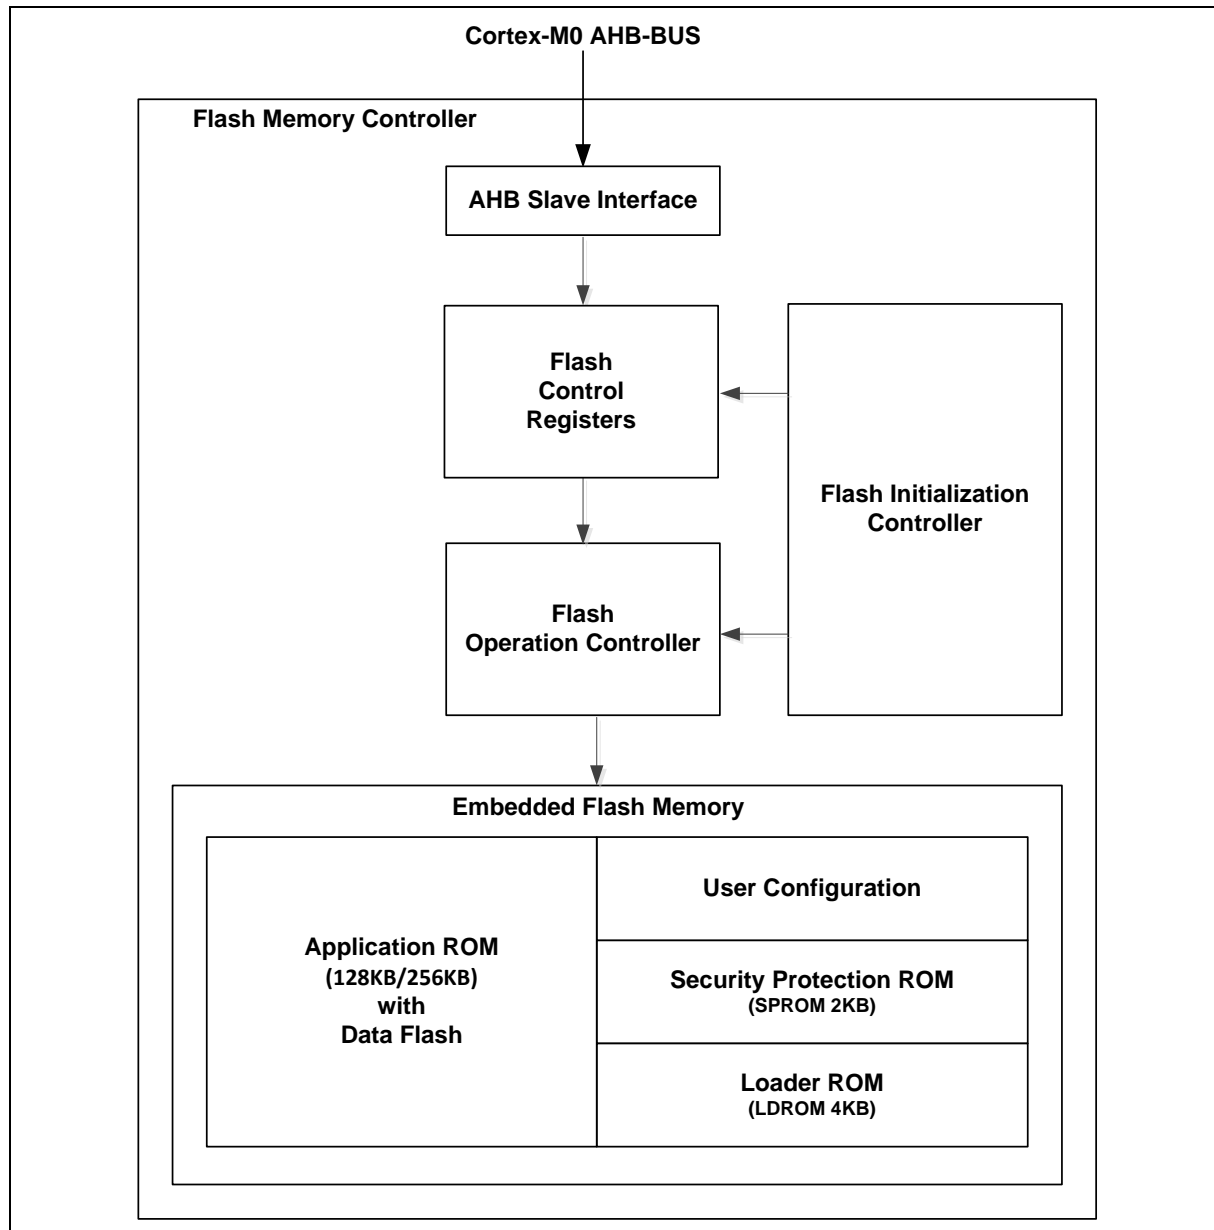 Cortex-M0 AHB-BUS
Flash Memory Controller
AHB Slave Interface
Flash
Control
Registers
Flash Initialization
Controller
Flash
Operation Controller
Embedded Flash Memory
Application ROM
(128KB/256KB)
with
Data Flash
User Configuration
Security Protection ROM
(SPROM 2KB)
Loader ROM
(LDROM 4KB)